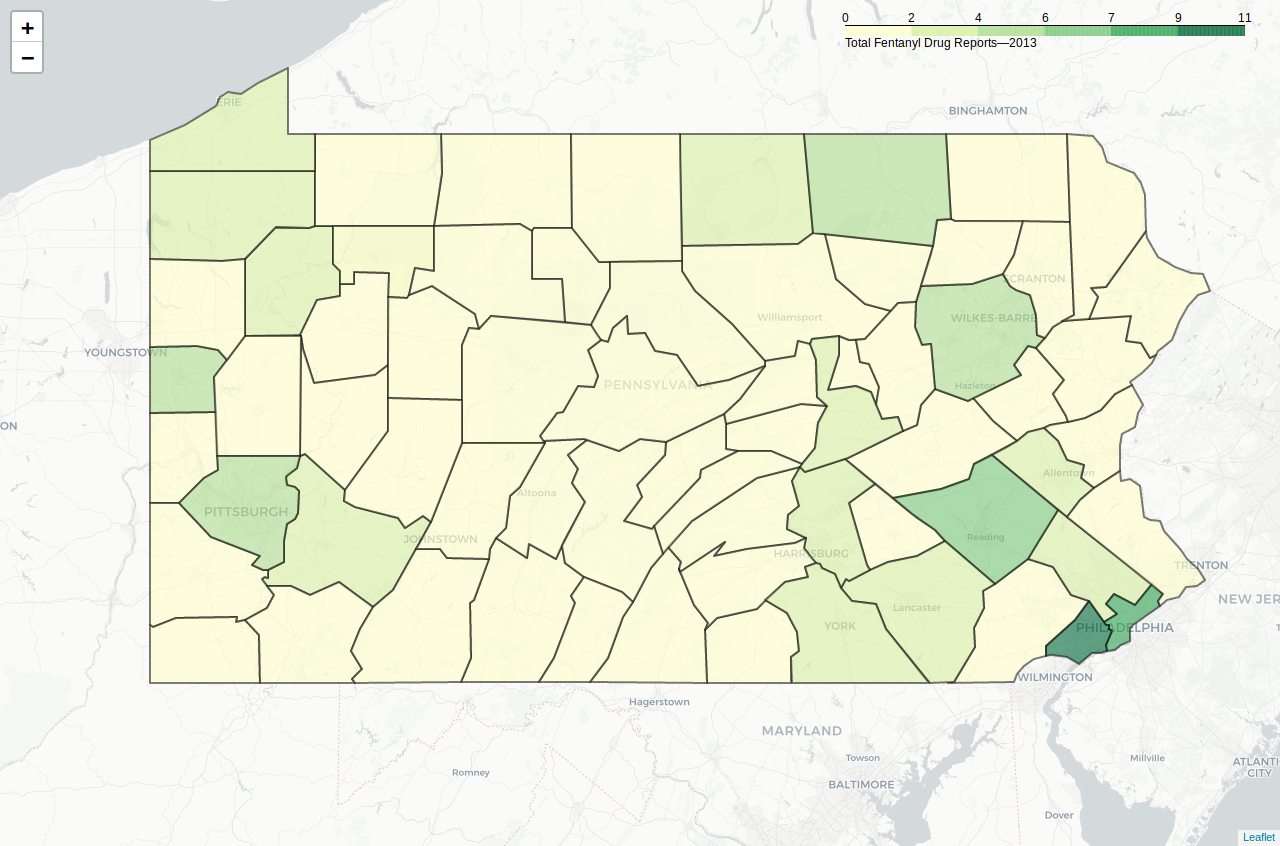 +
−
0 2 4 6 7 9 11
Total Fentanyl Drug Reports—2013
ERIE
BINGHAMTON
SCRANTON
Williamsport
WILKES-BARRE
YOUNGSTOWN
PENNSYLVANIA
Hazleton
ON
Allentown
Altoona
PITTSBURGH
JOHNSTOWN
Reading
HARRISBURG
TRENTON
NEW JER
Lancaster
YORK
PHILADELPHIA
WILMINGTON
Hagerstown
MARYLAND
Towson
Millville
ATLANTI
CITY
Romney
BALTIMORE
Dover
Leaflet